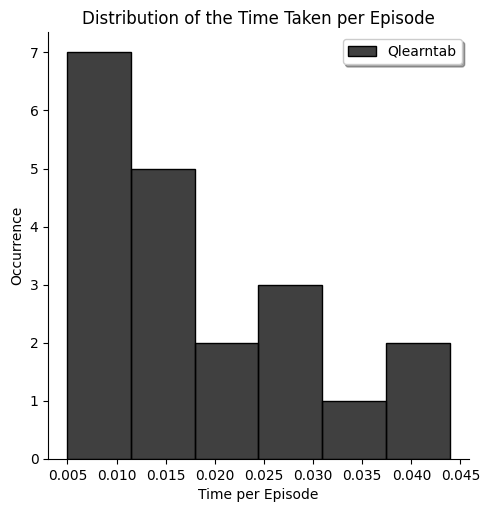 Distribution of the Time Taken per Episode
Qlearntab
7
6
5
4
3
2
1
0
Occurrence
0.005 0.010 0.015 0.020 0.025 0.030 0.035 0.040 0.045
Time per Episode